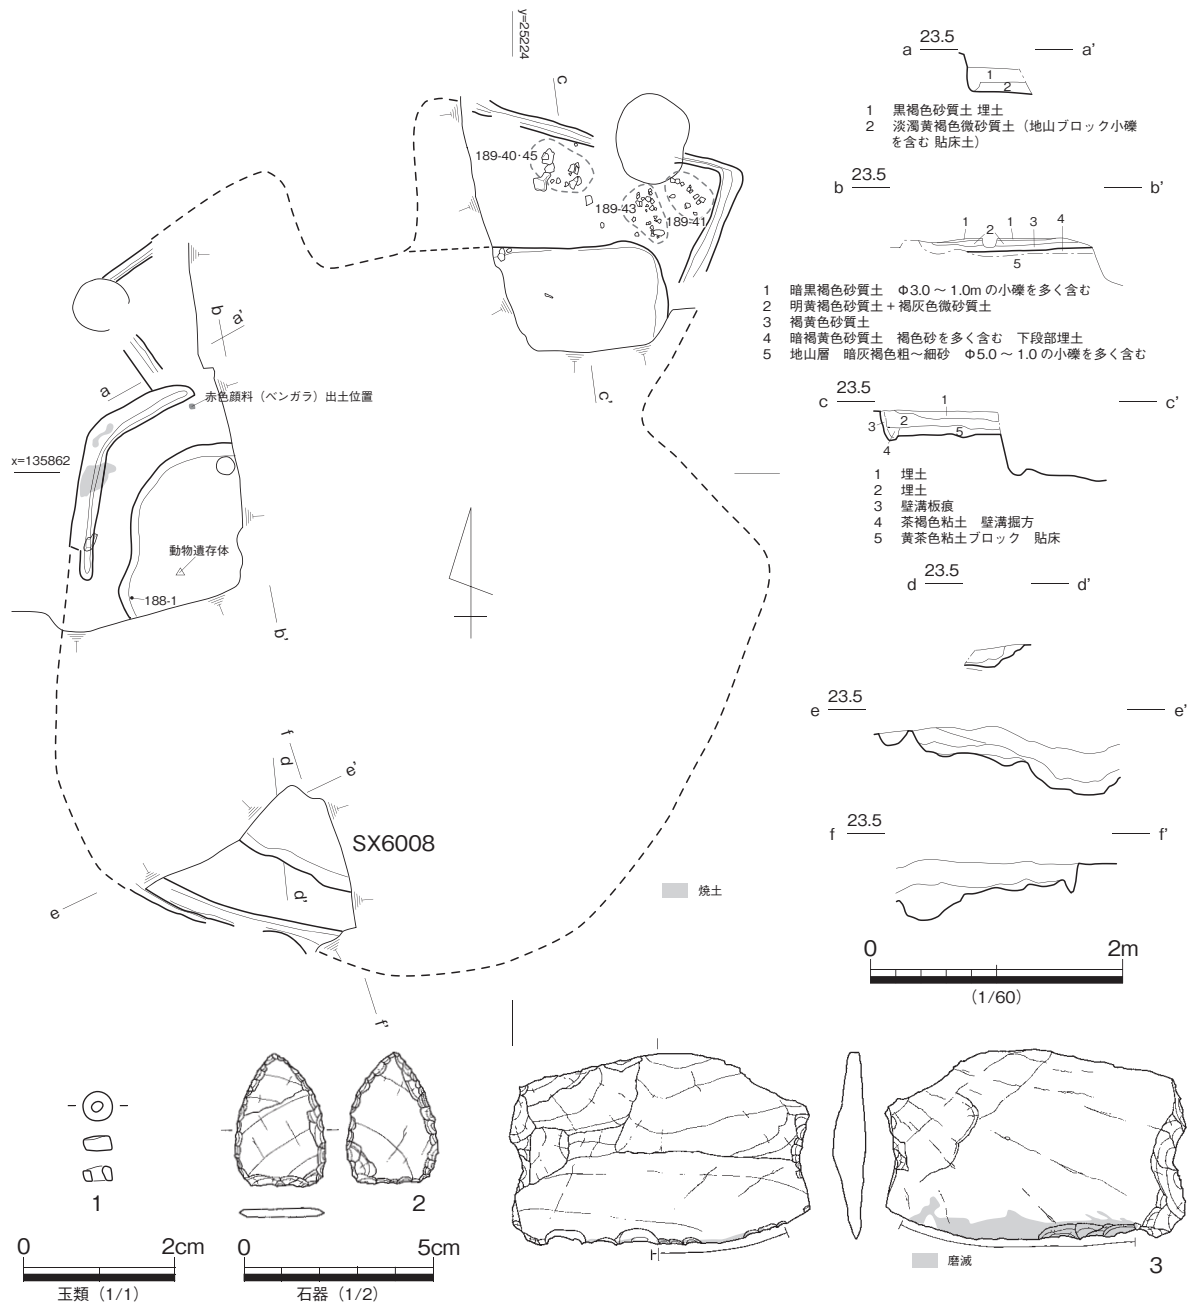 y=25224
c
189-40·45
189-43
189-41
b
a’
a
赤色顔料（ベンガラ）出土位置
c’
x=135862
動物遺存体
188-1
b’
f
d
e’
SX6008
d’
e
f’
焼土
a 23.5 a’
1 黒褐色砂質土 埋土
2 淡濁黄褐色微砂質土（地山ブロック小礫
を含む 貼床土）
1
2
b 23.5 b’
1 2 1 3 4
5
1 暗黒褐色砂質土 Φ3.0 〜 1.0m の小礫を多く含む
2 明黄褐砂質土 + 褐灰色微砂質土
3 褐黄色砂質土
4 暗褐黄色砂質土 褐色砂を多く含む 下段部埋土
5 地山層 暗灰褐色粗〜細砂 Φ5.0 〜 1.0 の小礫を多く含む
c 23.5 c’
1
2
3
5
4
1 埋土
2 埋土
3 壁溝板痕
4 茶褐色粘土 壁溝掘方
5 黄茶色粘土ブロック 貼床
d 23.5 d’
e 23.5 e’
f 23.5 f’
0 2m
（1/60）
1
2
3
磨滅
0 2cm
玉類（1/1）
0 5cm
石器（1/2）